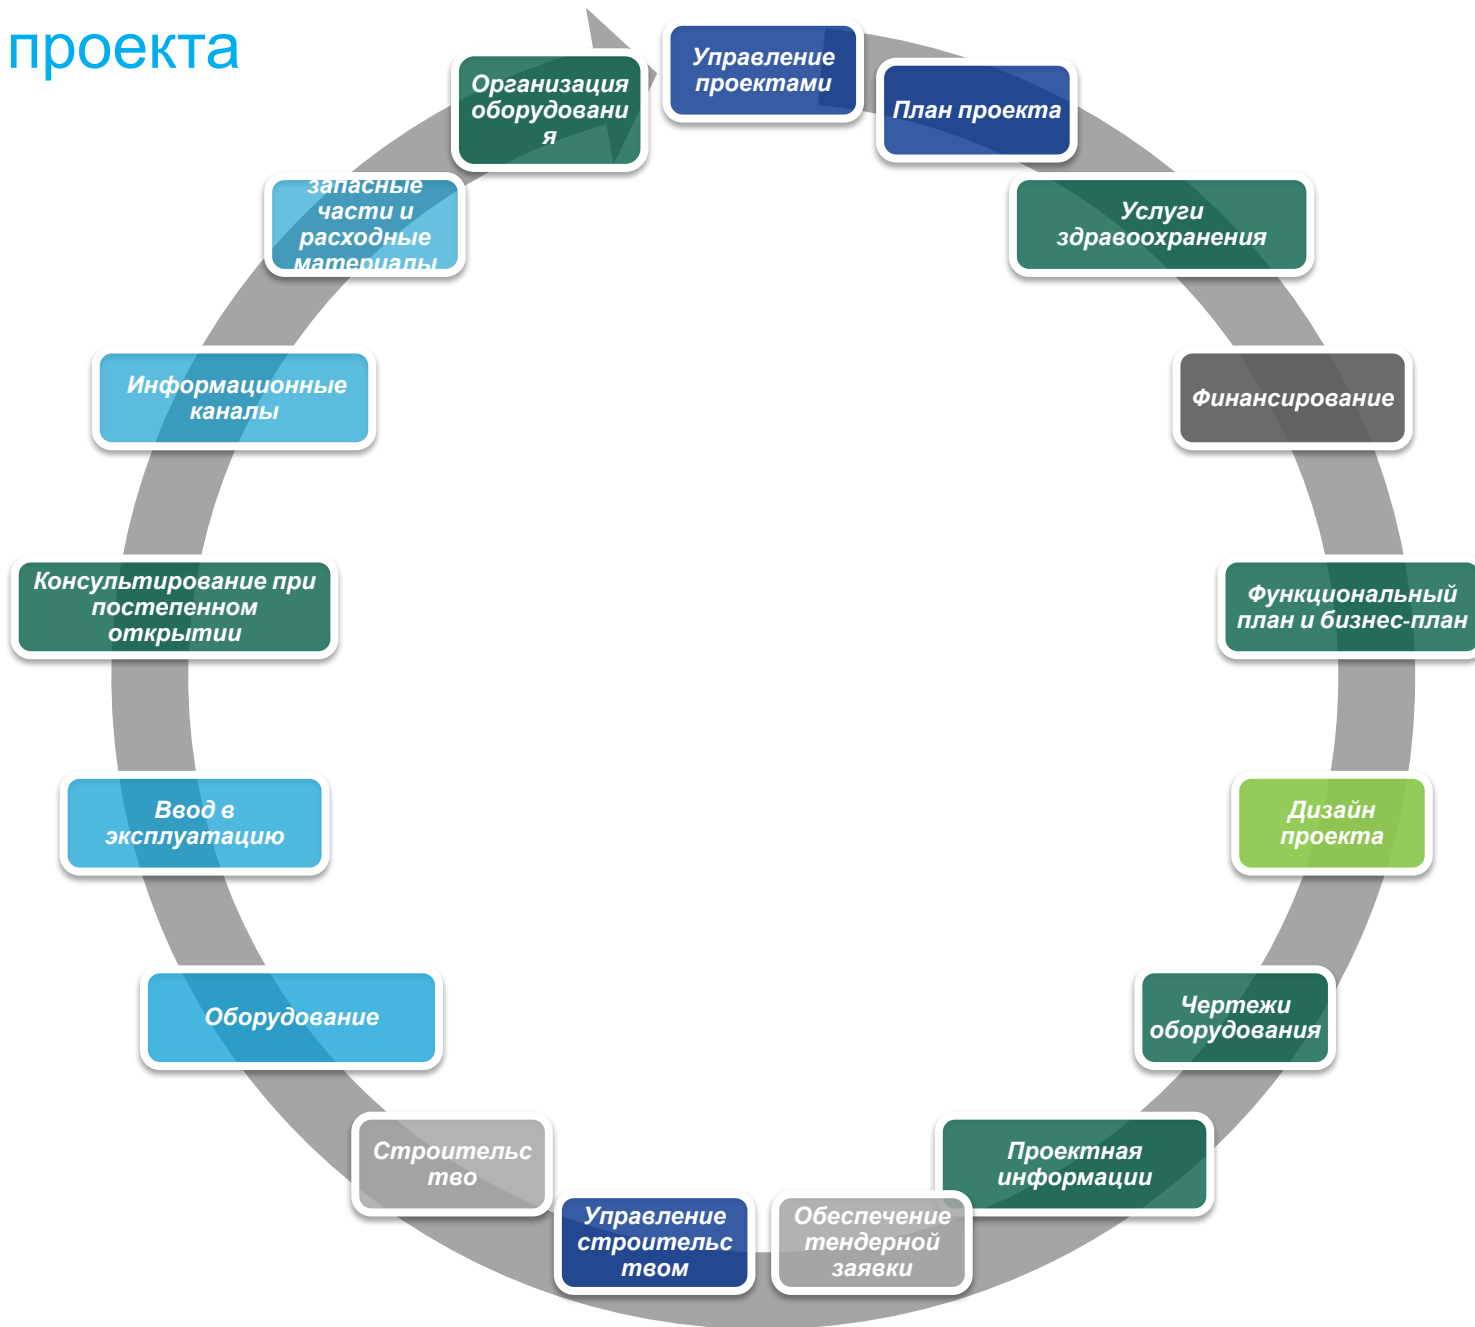 проекта
Управление
проектами
План проекта
Услуги
здравоохранения
Финансирование
Функциональный
план и бизнес-план
Дизайн
проекта
Чертежи
оборудования
Проектная
информации
Обеспечение
тендерной
заявки
Управление
строительс
твом
Строительс
тво
Оборудование
Ввод в
эксплуатацию
Консультирование при
постепенном
открытии
Информационные
каналы
запасные
части и
расходные
материалы
Организация
оборудовани
я